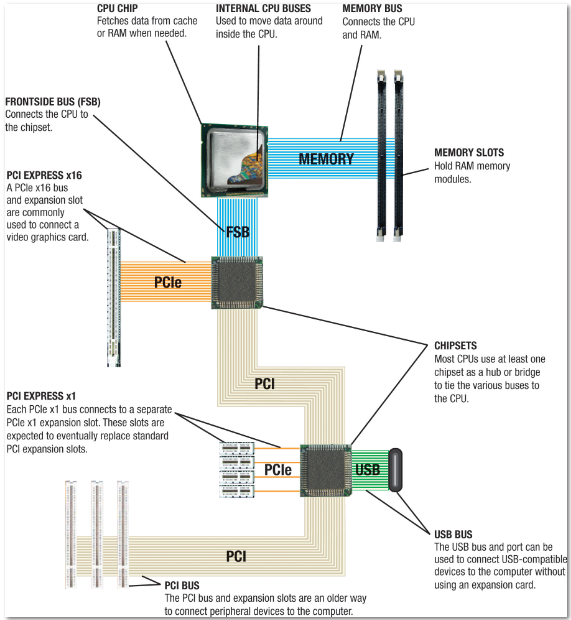 CPU CHIP
Fetches data from cache
or RAM when needed.
INTERNAL CPU BUSES
Used to move data around
inside the CPU.
MEMORY BUS
Connects the CPU
and RAM.
FRONTSIDE BUS (FSB)
Connects the CPU to
the chipset.
MEMORY
MEMORY SLOTS
Hold RAM memory
modules.
PCI EXPRESS x16
A PCIe x16 bus
and expansion slot
are commonly
used to connect a
video graphics card.
FSB
PCIe
CHIPSETS
Most CPUs use at least one
chipset as a hub or bridge
to tie the various buses to
the CPU.
PCI
PCI EXPRESS x1
Each PCIe x1 bus connects to a separate
PCIe x1 expansion slot. These slots are
expected to eventually replace standard
PCI expansion slots.
PCIe
USB
USB BUS
The USB bus and port can be
used to connect USB-compatible
devices to the computer without
using an expansion card.
PCI
PCI BUS
The PCI bus and expansion slots are an older way
to connect peripheral devices to the computer.